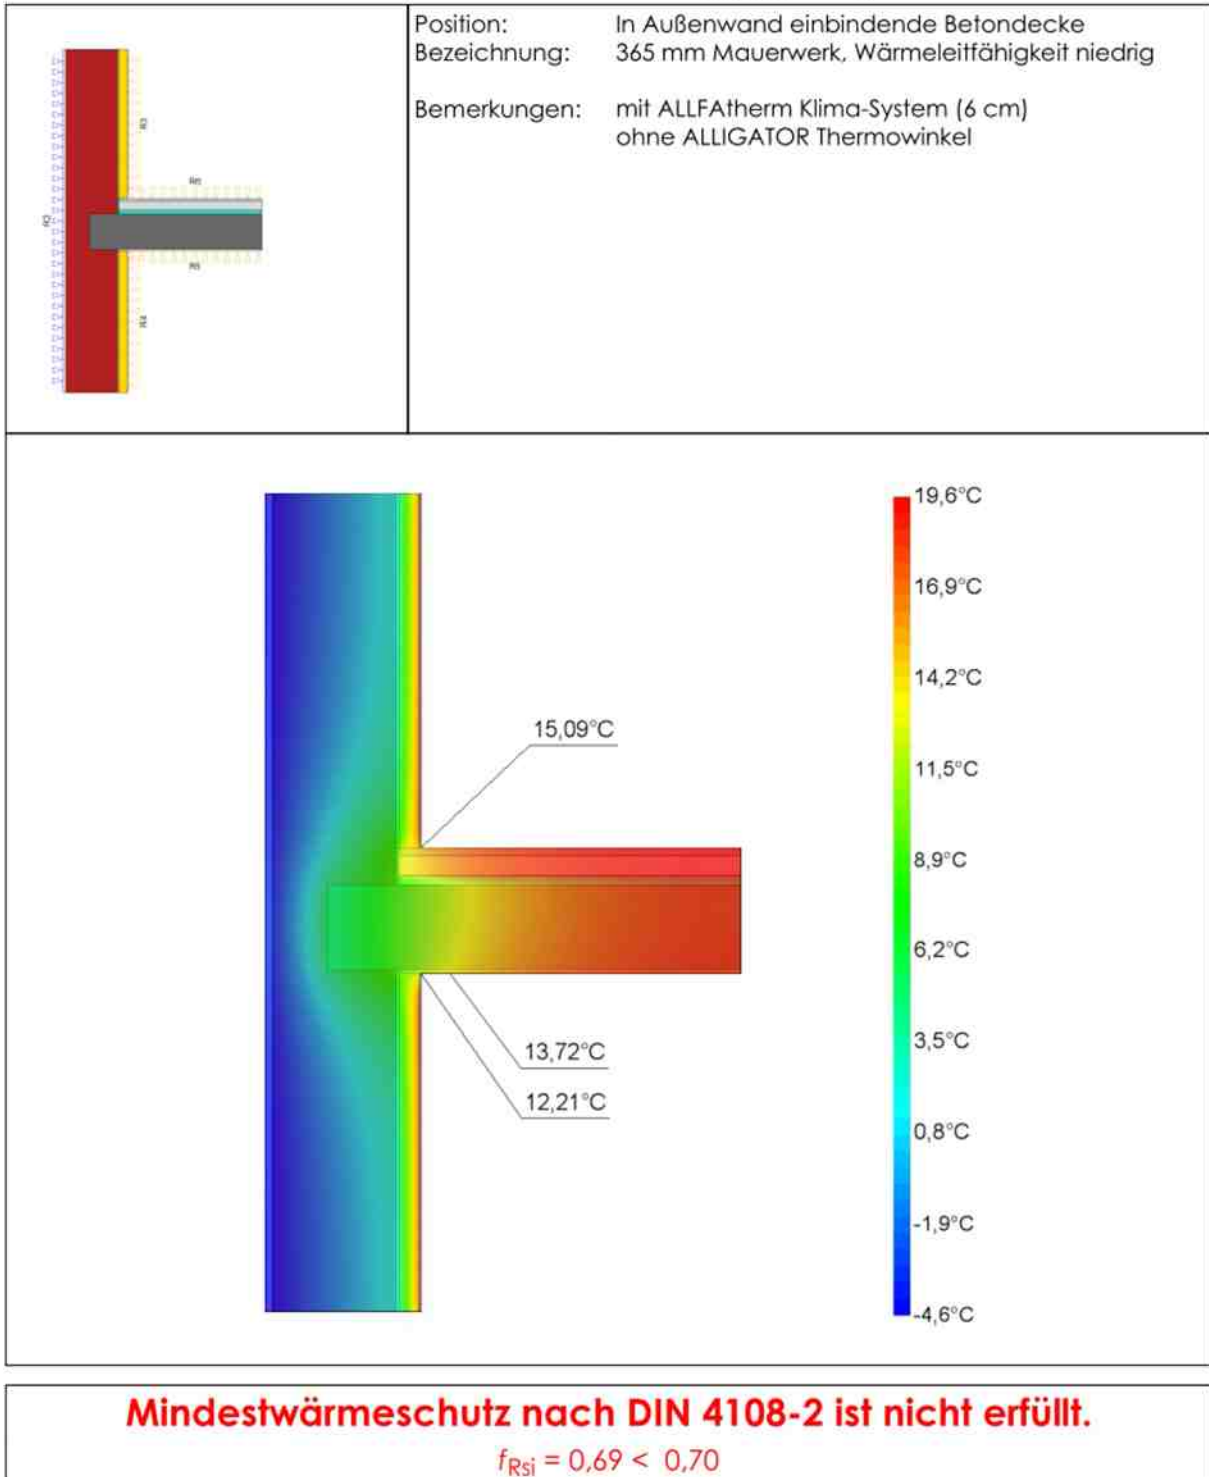 Position: In Außenwand einbindende Betondecke
Bezeichnung: 365 mm Mauerwerk, Wärmeleitfähigkeit niedrig
Bemerkungen: mit ALLFAtherm Klima-System (6 cm)
ohne ALLIGATOR Thermowinkel
19,6°C
16,9°C
14,2°C
15,09°C
11,5°C
8,9°C
6,2°C
3,5°C
13,72°C
12,21°C
0,8°C
-1,9°C
-4,6°C
Mindestwärmeschutz nach DIN 4108-2 ist nicht erfüllt.
fRsi = 0,69 < 0,70